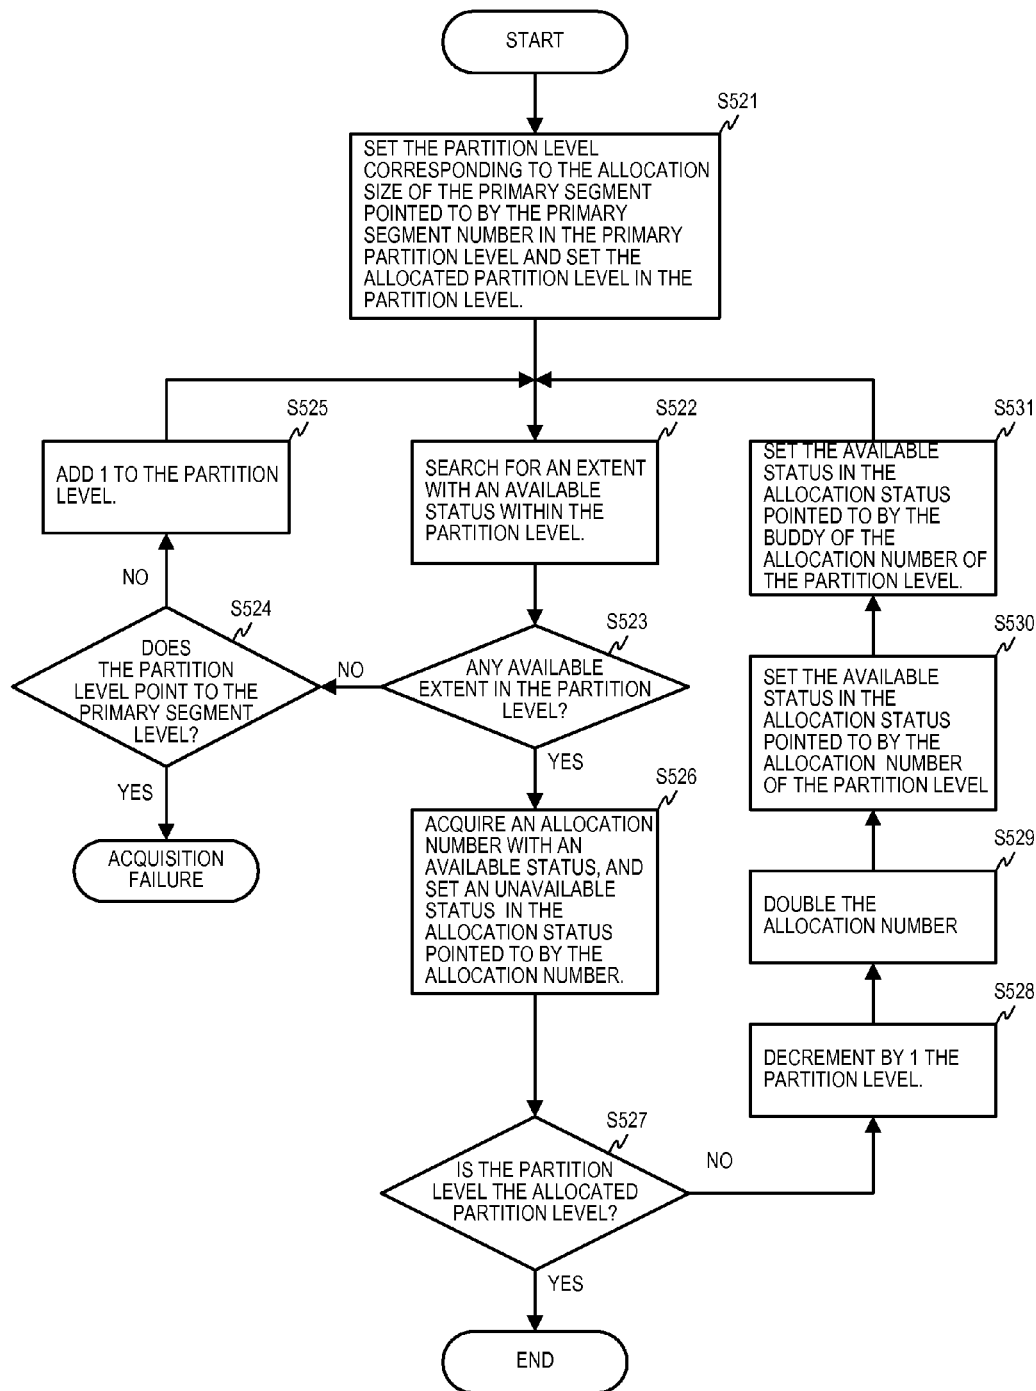 START
S521
SET THE PARTITION LEVEL
CORRESPONDING TO THE ALLOCATION
SIZE OF THE PRIMARY SEGMENT
POINTED TO BY THE PRIMARY
SEGMENT NUMBER IN THE PRIMARY
PARTITION LEVEL AND SET THE
ALLOCATED PARTITION LEVEL IN THE
PARTITION LEVEL.
S525
ADD 1 TO THE PARTITION
LEVEL.
S522
SEARCH FOR AN EXTENT
WITH AN AVAILABLE
STATUS WITHIN THE
PARTITION LEVEL.
S531
SET THE AVAILABLE
STATUS IN THE
ALLOCATION STATUS
POINTED TO BY THE
BUDDY OF THE
ALLOCATION NUMBER OF
THE PARTITION LEVEL.
NO
S524
DOES
THE PARTITION
LEVEL POINT TO THE
PRIMARY SEGMENT
LEVEL?
NO
S523
ANY AVAILABLE
EXTENT IN THE PARTITION
LEVEL?
S530
SET THE AVAILABLE
STATUS IN THE
ALLOCATION STATUS
POINTED TO BY THE
ALLOCATION NUMBER
OF THE PARTITION LEVEL
YES
YES
ACQUISITION
FAILURE
S526
ACQUIRE AN ALLOCATION
NUMBER WITH AN
AVAILABLE STATUS, AND
SET AN UNAVAILABLE
STATUS IN THE
ALLOCATION STATUS
POINTED TO BY THE
ALLOCATION NUMBER.
S529
DOUBLE THE
ALLOCATION NUMBER
S528
DECREMENT BY 1 THE
PARTITION LEVEL.
S527
IS THE PARTITION
LEVEL THE ALLOCATED
PARTITION LEVEL?
NO
YES
END